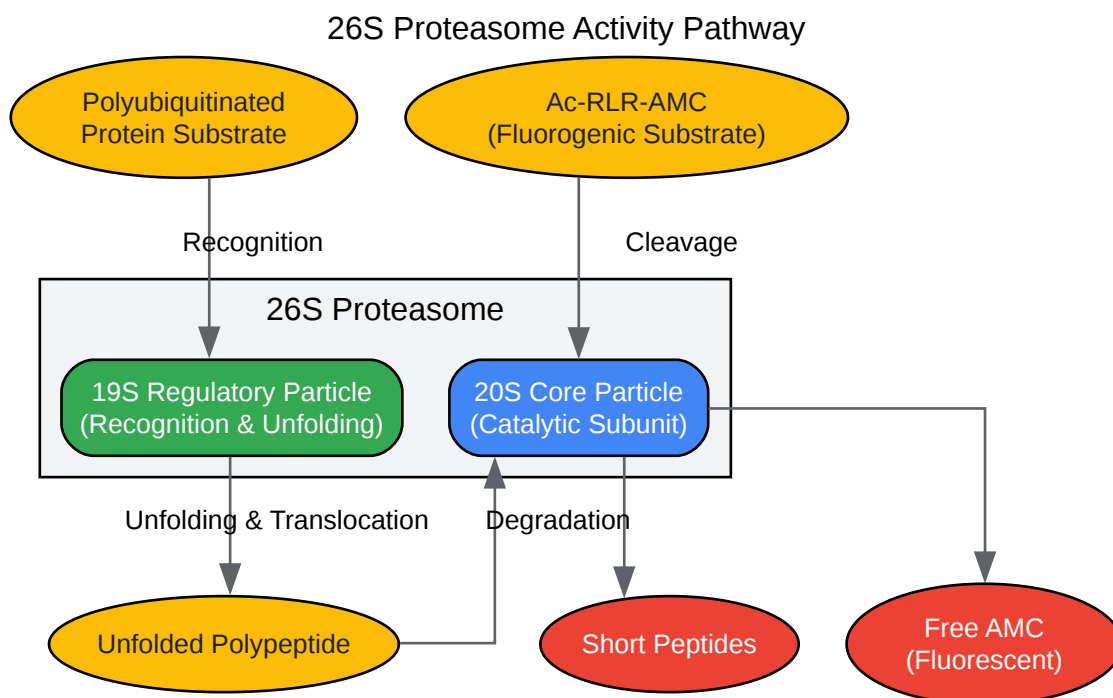 26S Proteasome Activity Pathway
Polyubiquitinated
Protein Substrate
Ac-RLR-AMC
(Fluorogenic Substrate)
Recognition
Cleavage
26S Proteasome
19S Regulatory Particle
(Recognition & Unfolding)
20S Core Particle
(Catalytic Subunit)
Unfolding & Translocation
Degradation
Unfolded Polypeptide
Short Peptides
Free AMC
(Fluorescent)